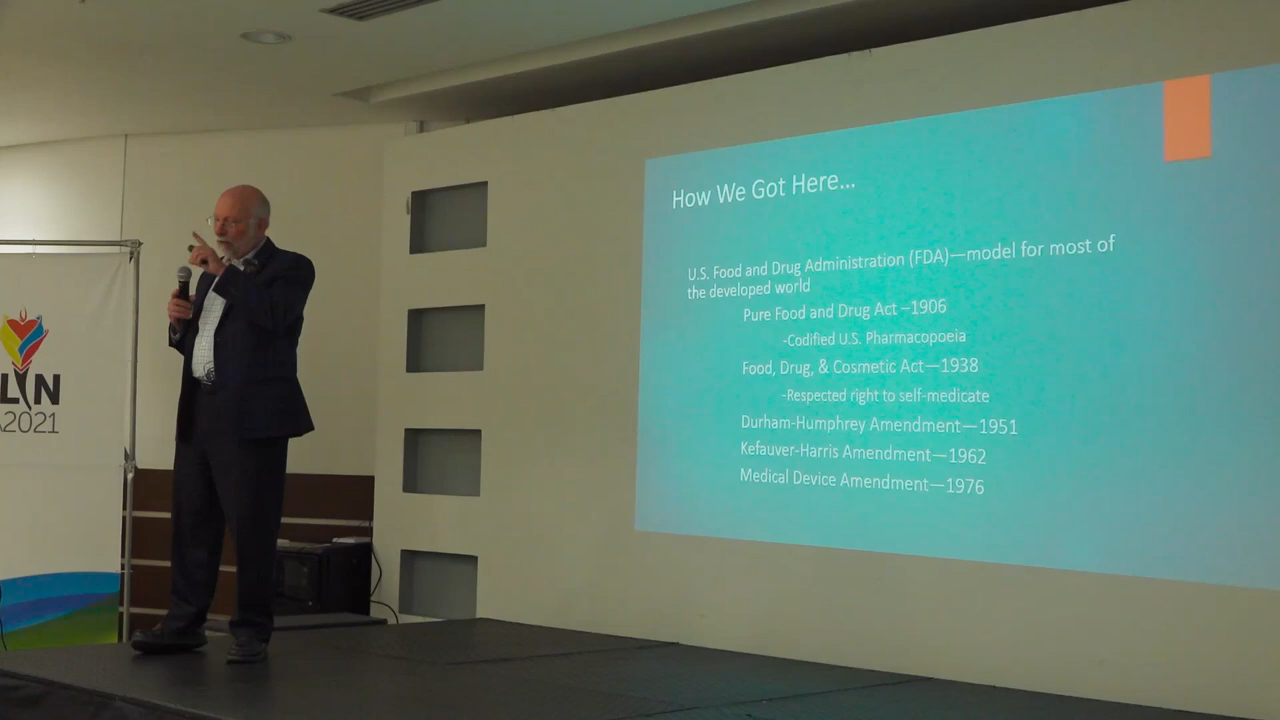 How We Got Here...
U.S. Food and Drug Administration (FDA)—model for most of
the developed world
Pure Food and Drug Act –1906
-Codified U.S. Pharmacopoeia
Food, Drug, & Cosmetic Act—1938
-Respected right to self-medicate
Durham-Humphrey Amendment—1951
Kefauver-Harris Amendment—1962
Medical Device Amendment—1976
LIN
2021